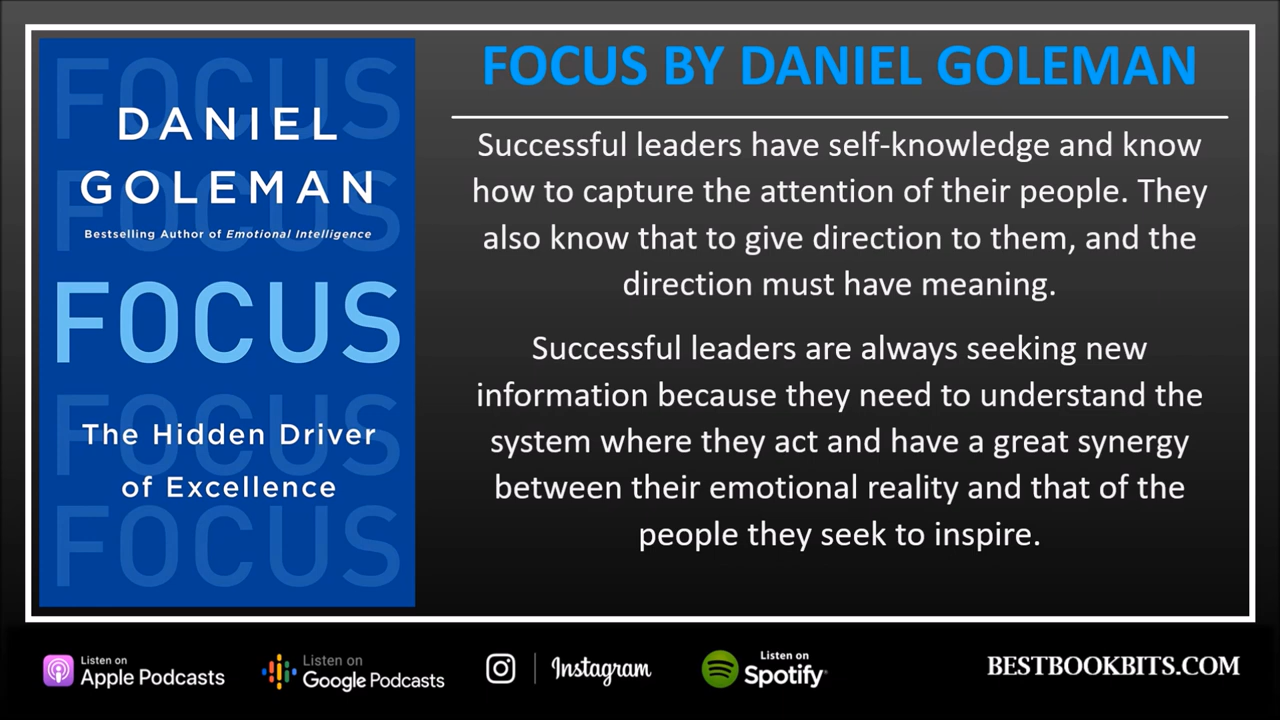 FOCUS
DANIEL
FOCUS
GOLEMAN
Bestselling Author of Emotional Intelligence
FOCUS
FOCUS
The Hidden Driver
of Excellence
FOCUS
FOCUS BY DANIEL GOLEMAN
Successful leaders have self-knowledge and know
how to capture the attention of their people. They
also know that to give direction to them, and the
direction must have meaning.
Successful leaders are always seeking new
information because they need to understand the
system where they act and have a great synergy
between their emotional reality and that of the
people they seek to inspire.
Listen on
Apple Podcasts
Listen on
Google Podcasts
Instagram
Listen on
Spotify
BESTBOOKBITS.COM